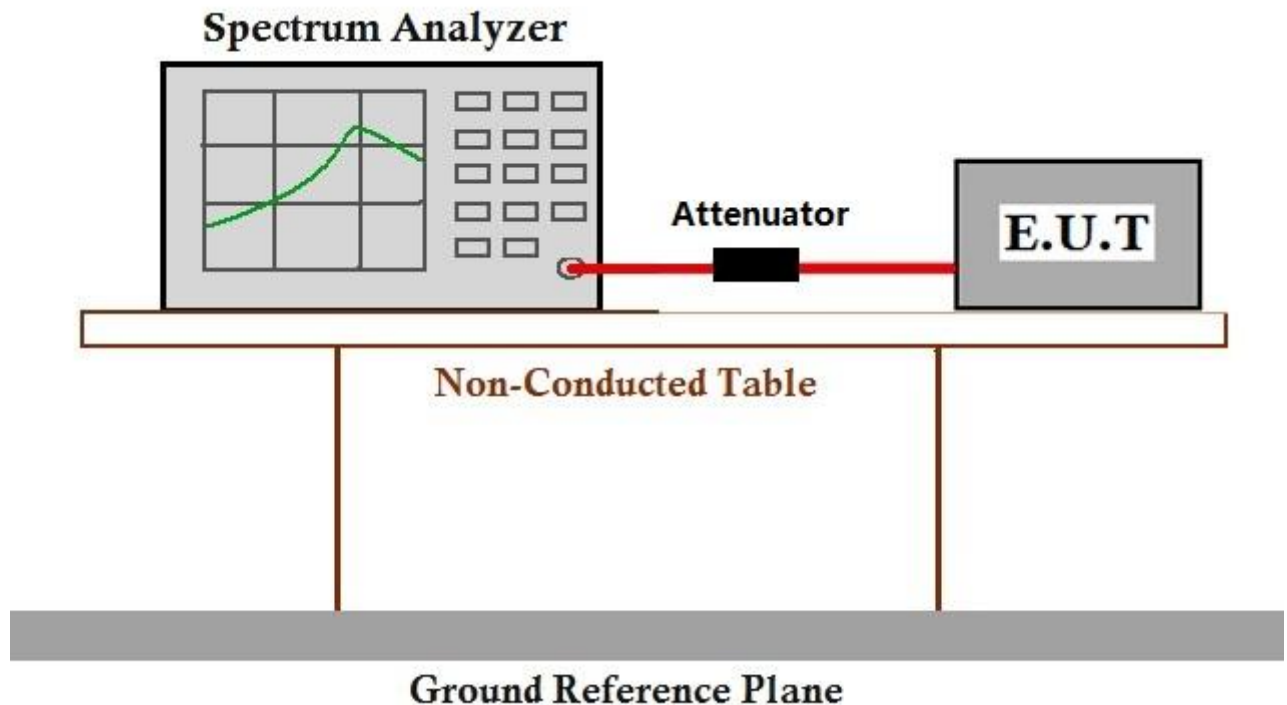 Spectrum Analyzer
Attenuator
E.U.T
Non-Conducted Table
Ground Reference Plane